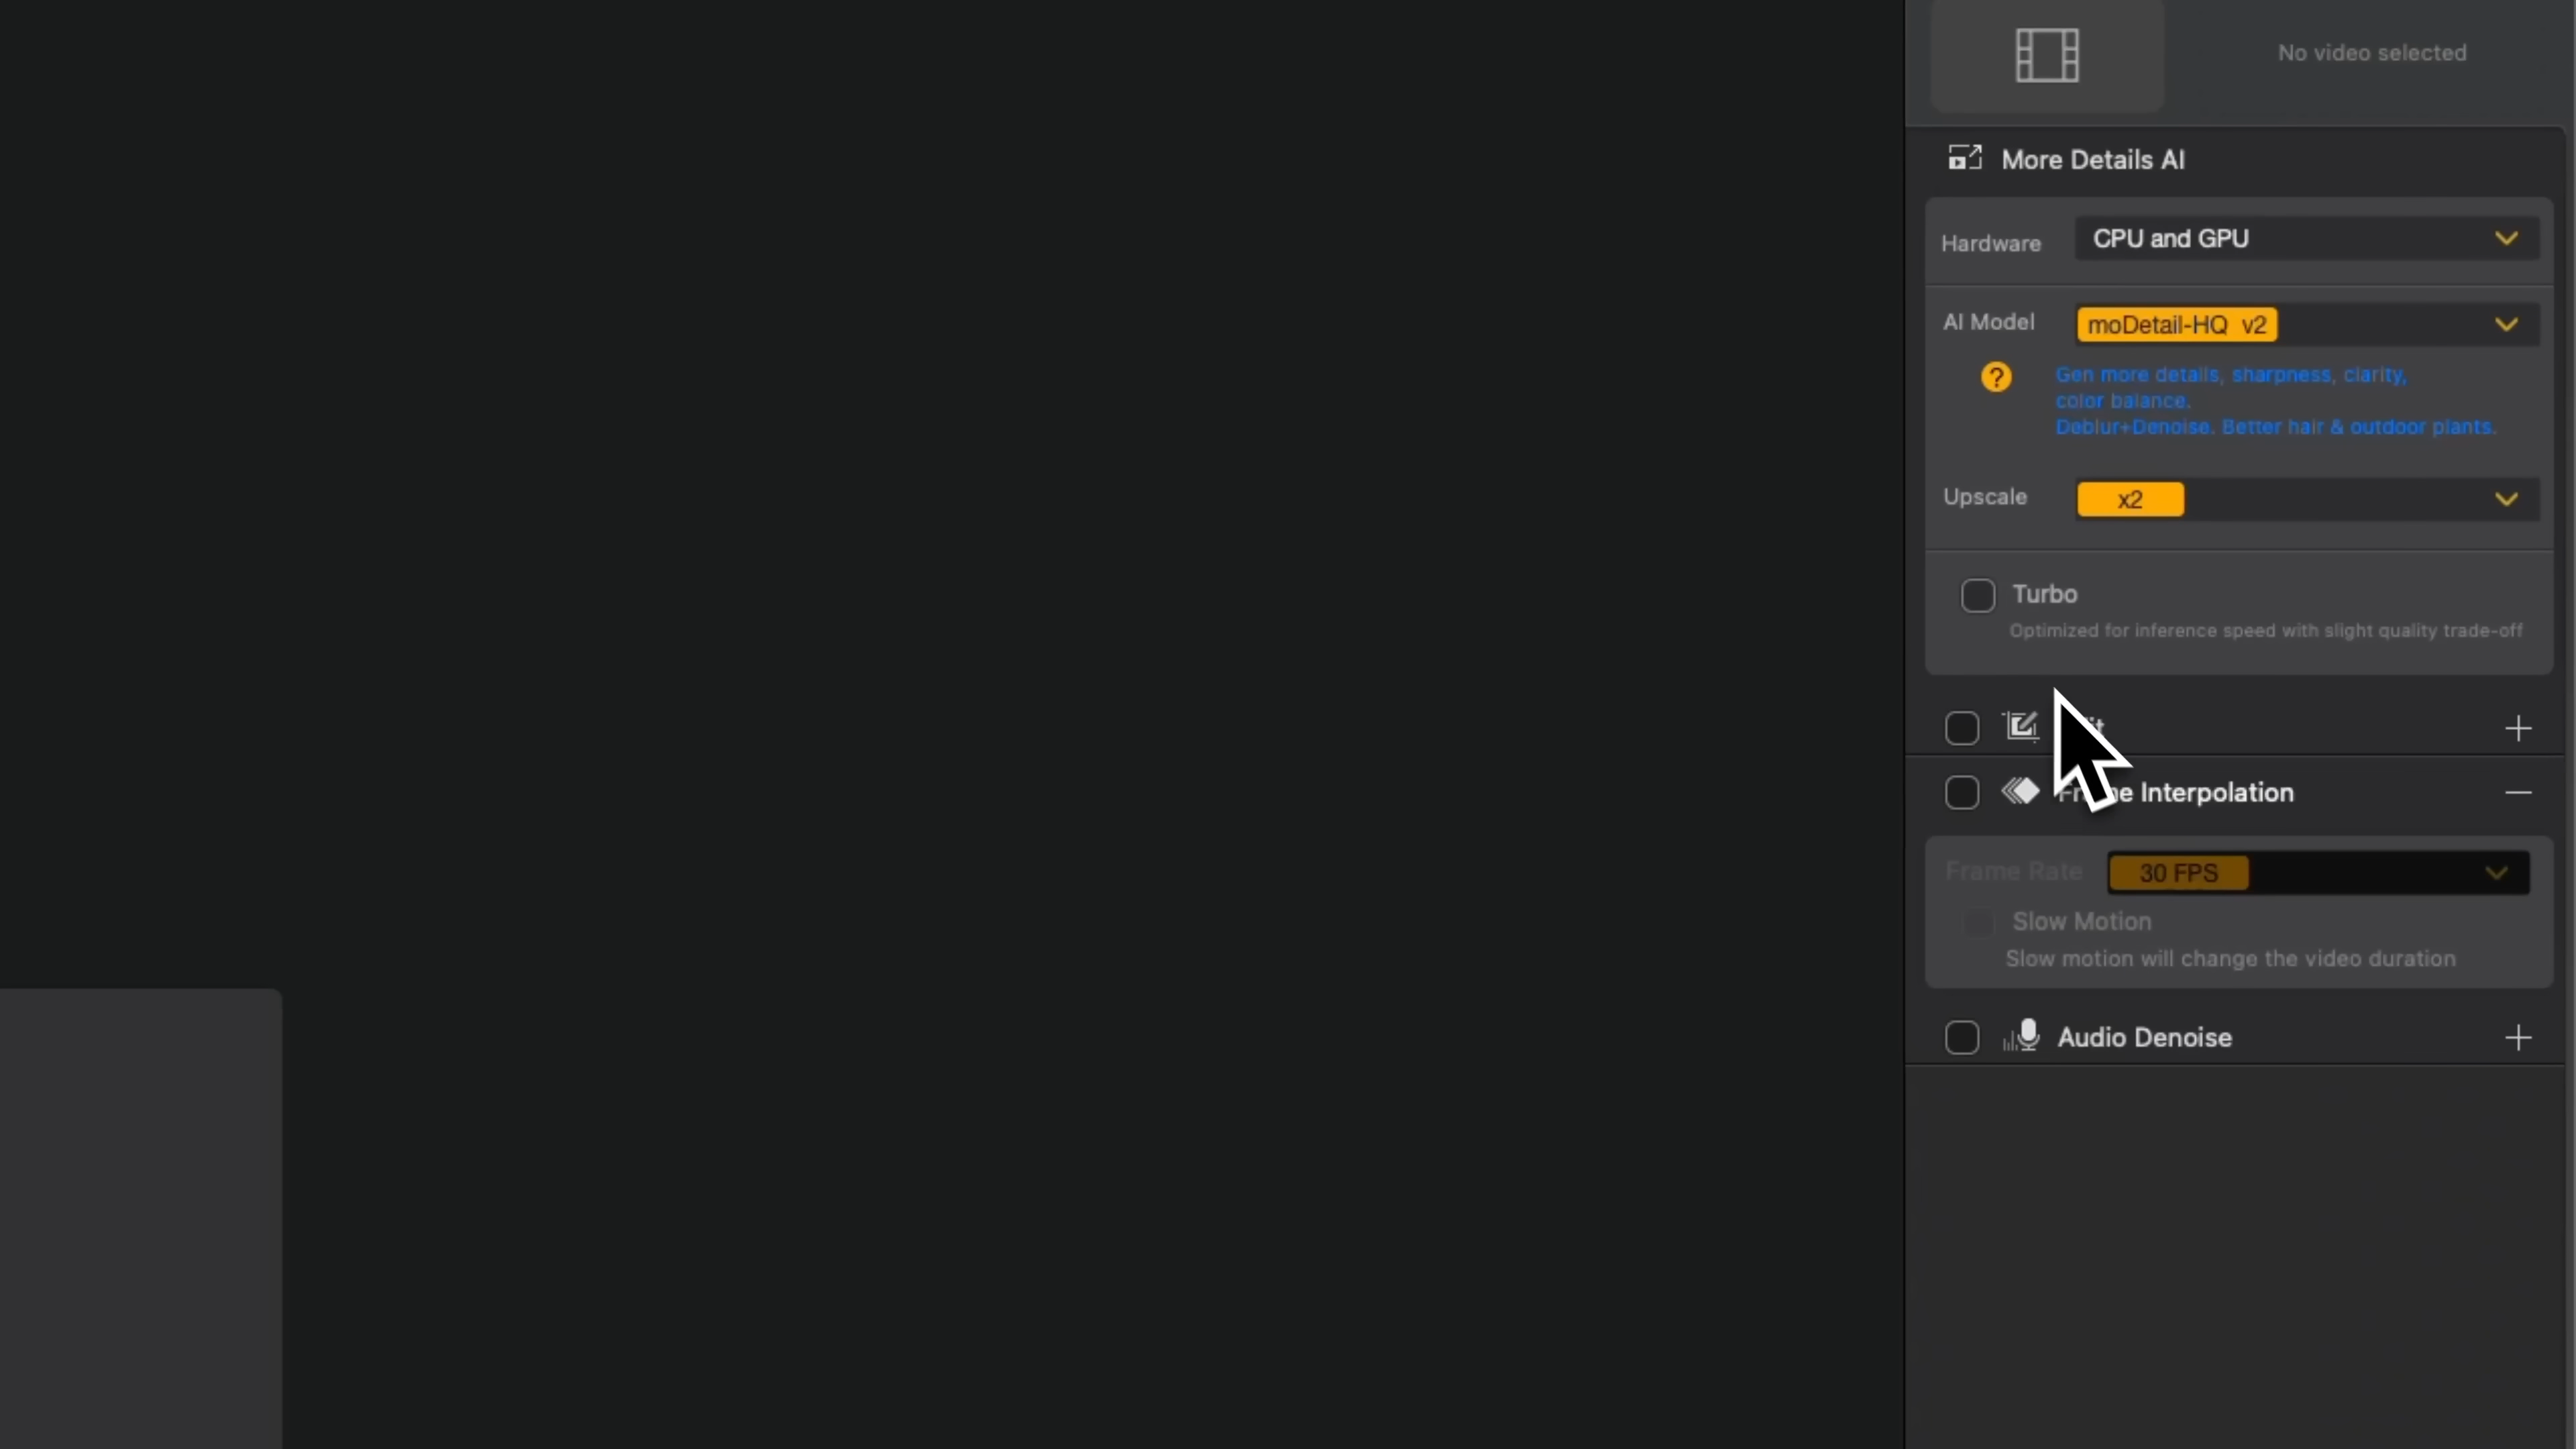 No video selected
More Details AI
Hardware
CPU and GPU
AI Model
moDetail-HQ v2
?
Gen more details, sharpness, clarity,
color balance.
Deblur+Denoise. Better hair & outdoor plants.
Upscale
x2
Turbo
Optimized for inference speed with slight quality trade-off
Interpolation
Frame Rate
30 FPS
Slow Motion
Slow motion will change the video duration
Audio Denoise